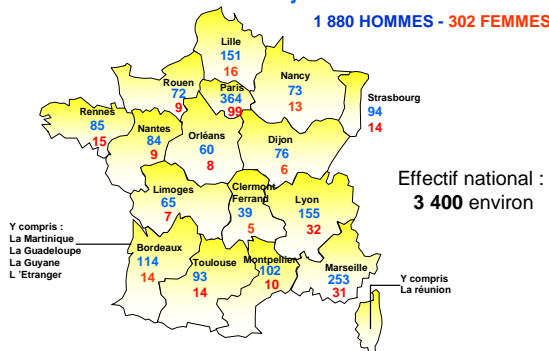 1 880 HOMMES - 302 FEMMES
Lille
151
16
Rouen
72
9
Paris
364
99
Nancy
73
13
Strasbourg
94
14
Rennes
85
15
Nantes
84
9
Orléans
60
8
Dijon
76
6
Effectif national :
3 400 environ
Limoges
65
7
Clermont
Ferrand
39
5
Lyon
155
32
Y compris :
La Martinique
La Guadeloupe
La Guyane
L 'Etranger
Bordeaux
114
14
Toulouse
93
14
Montpellier
102
10
Marseille
253
31
Y compris
La réunion